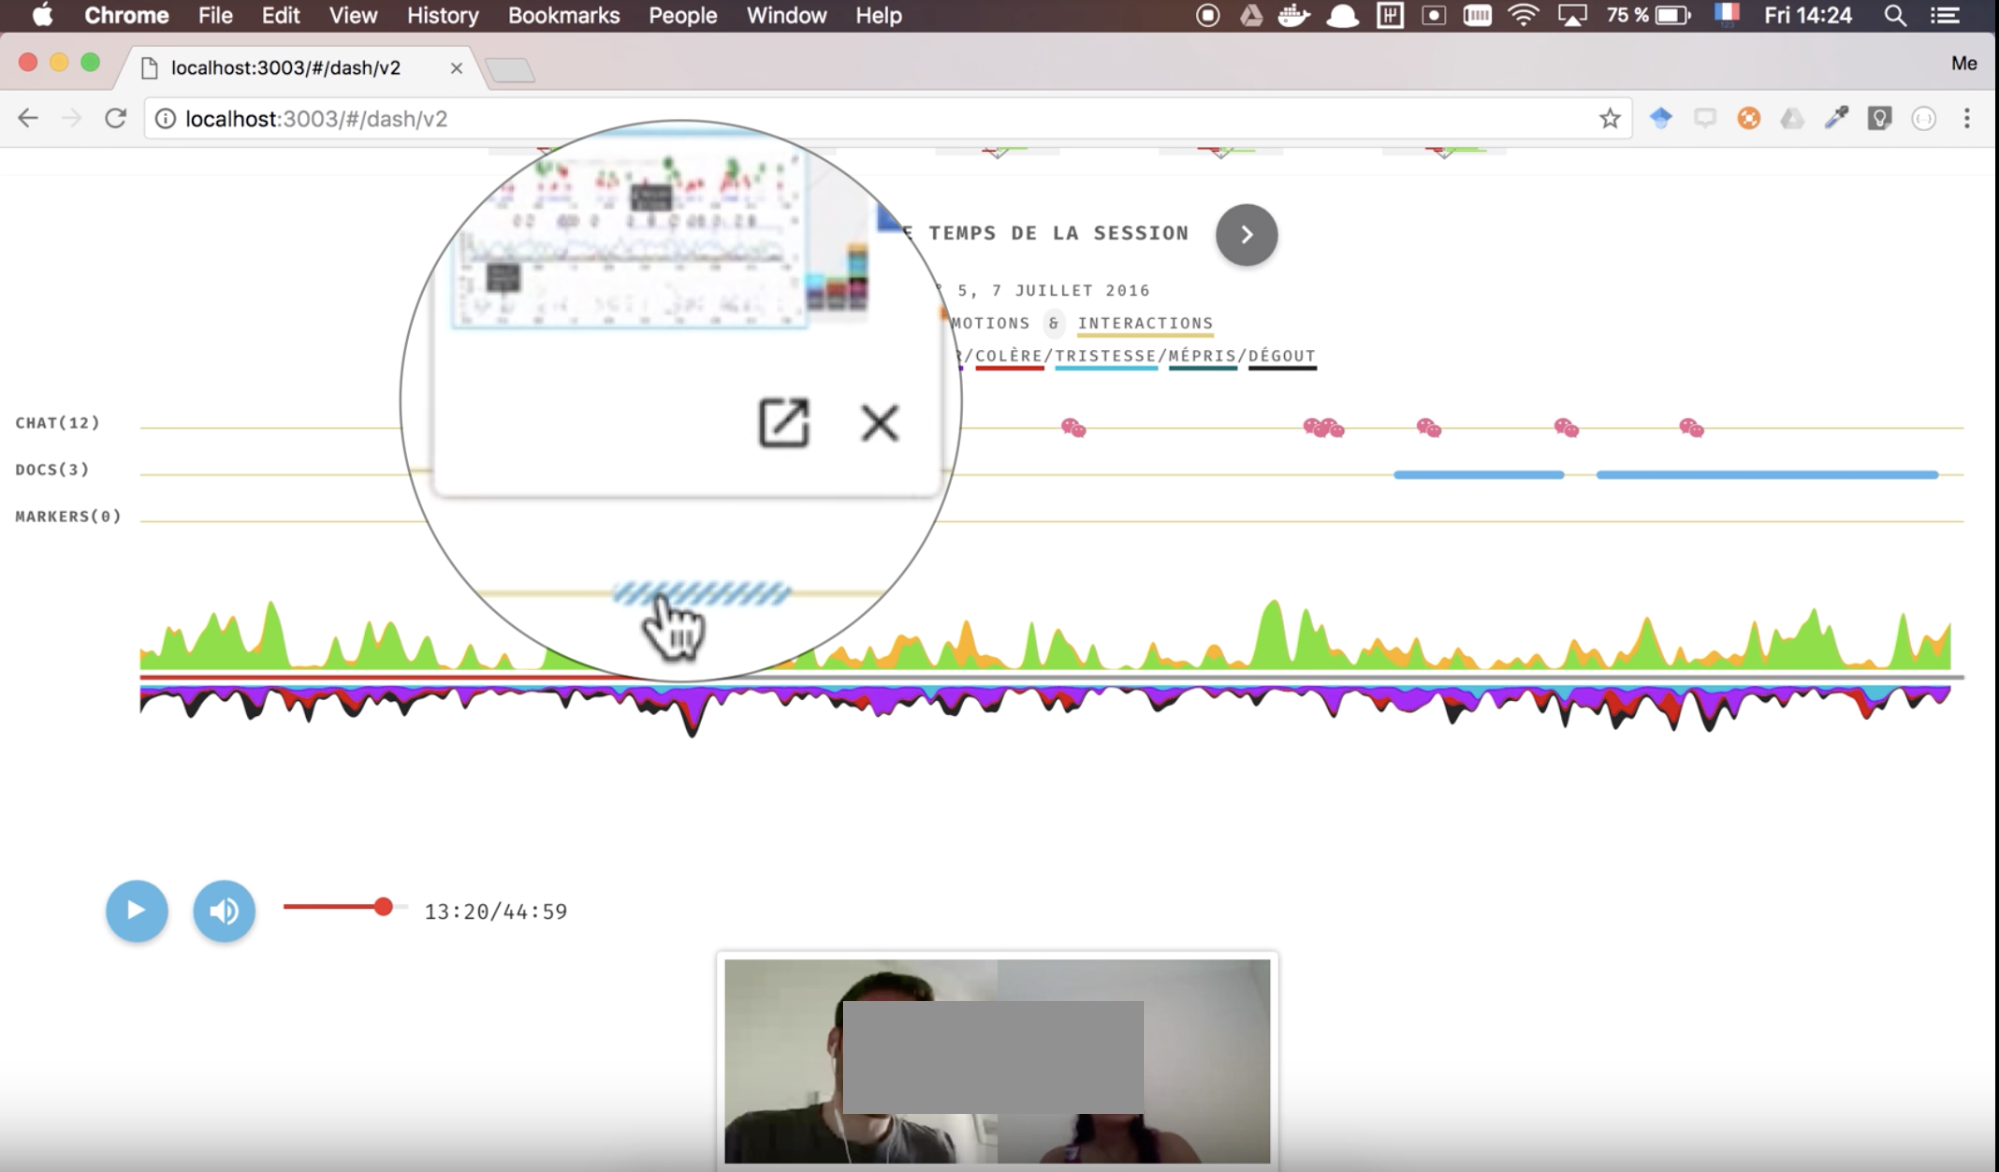 Chrome File Edit View History Bookmarks People Window Help 75 % Fri 14:24
localhost:3003/#/dash/v2 Me
localhost:3003/#/dash/v2
E TEMPS DE LA SESSION
5, 7 JUILLET 2016
MOTIONS & INTERACTIONS
/COLÈRE/TRISTESSE/MÉPRIS/DÉGOUT
CHAT(12)
DOCS(3)
MARKERS(0)
13:20/44:59